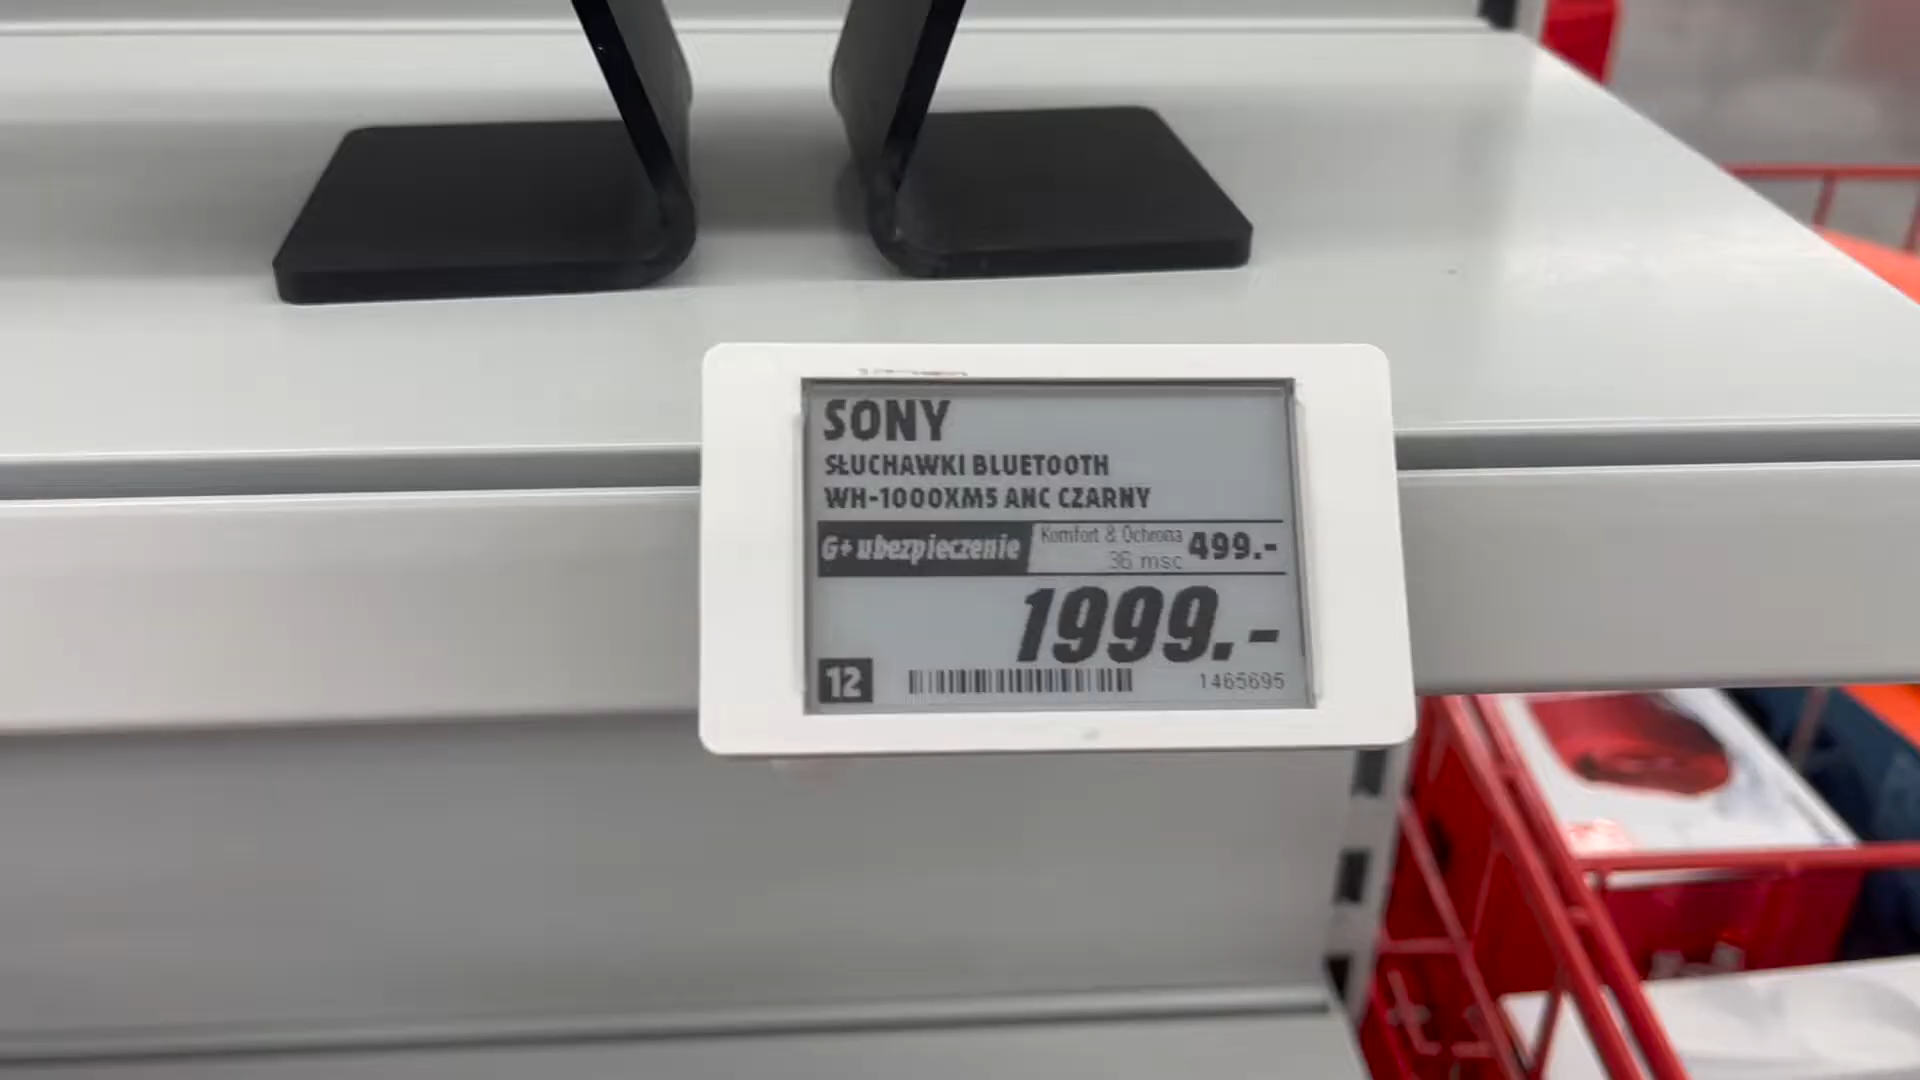 SONY
SŁUCHAWKI BLUETOOTH
WH-1000XM5 ANC CZARNY
G+ ubezpieczenie Komfort & Ochrona 36 msc 499.-
1999.-
12 1465695